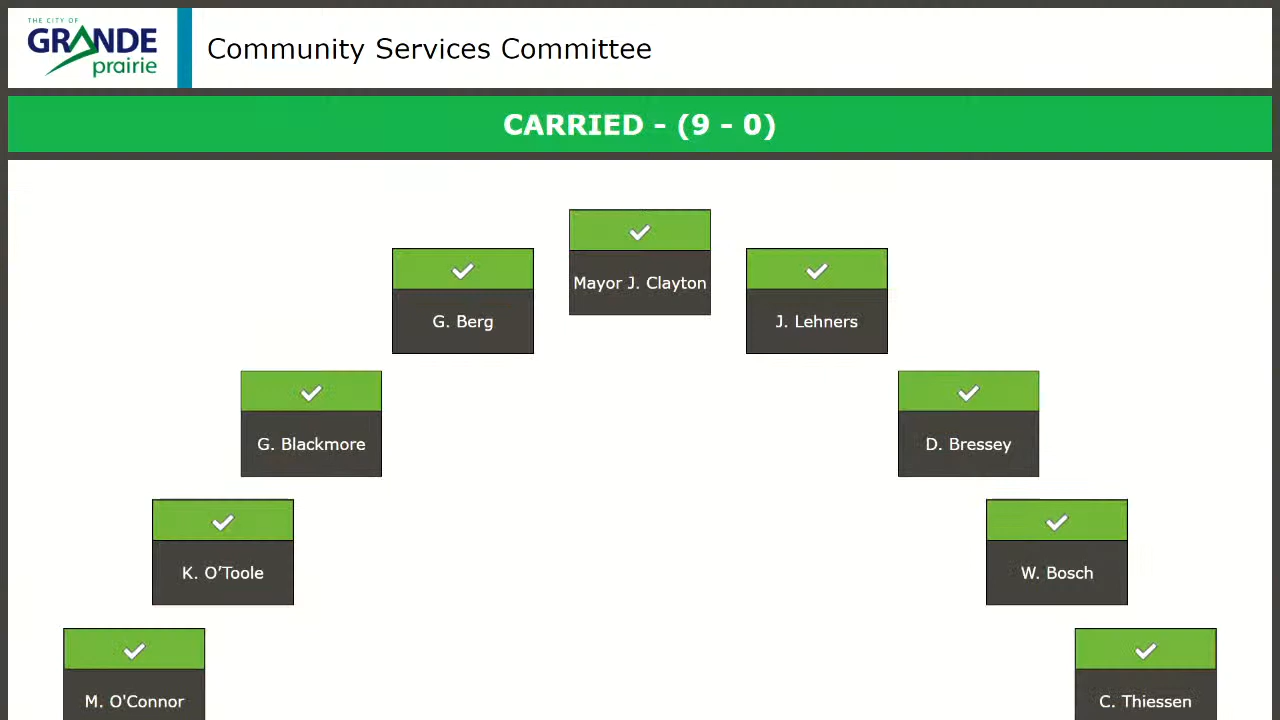 THE CITY OF
GRANDE
prairie
Community Services Committee
CARRIED - (9 - 0)
Mayor J. Clayton
G. Berg
J. Lehners
G. Blackmore
D. Bressey
K. O’Toole
W. Bosch
M. O'Connor
C. Thiessen